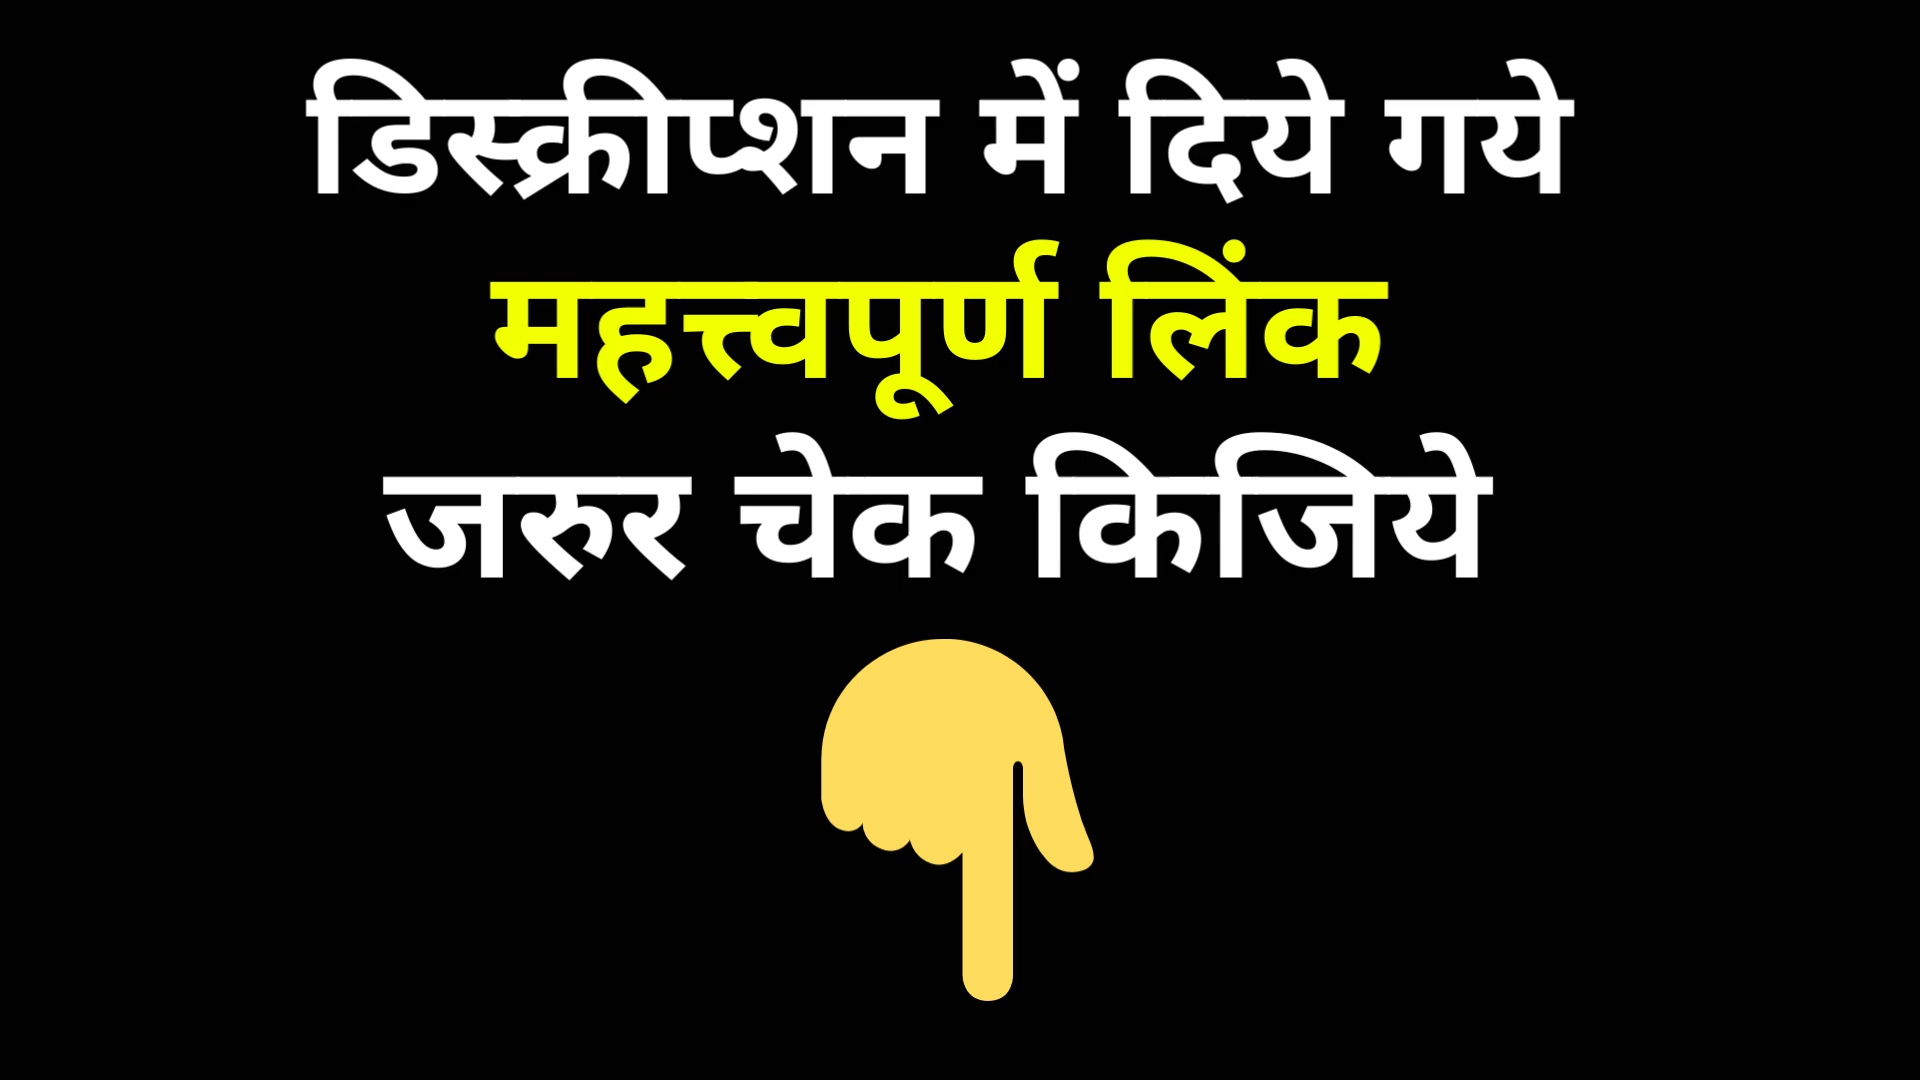 डिस्क्रीप्शन में दिये गये
महत्त्वपूर्ण लिंक
जरुर चेक किजिये